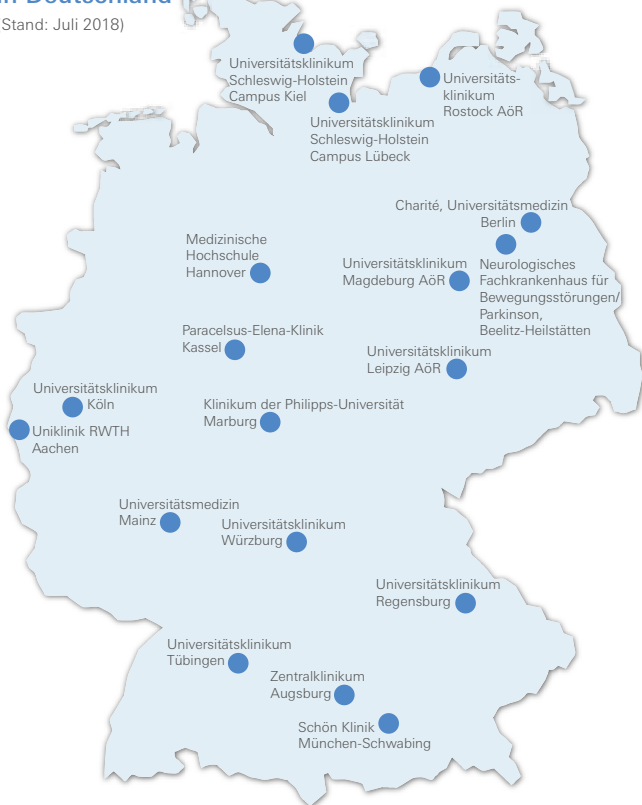 in Deutschland
(Stand: Juli 2018)
Universitätsklinikum
Schleswig-Holstein
Campus Kiel
Universitäts-
klinikum
Rostock AöR
Universitätsklinikum
Schleswig-Holstein
Campus Lübeck
Charité, Universitätsmedizin
Berlin
Medizinische
Hochschule
Hannover
Universitätsklinikum
Magdeburg AöR
Neurologisches
Fachkrankenhaus für
Bewegungsstörungen/
Parkinson,
Beelitz-Heilstätten
Paracelsus-Elena-Klinik
Kassel
Universitätsklinikum
Leipzig AöR
Universitätsklinikum
Köln
Klinikum der Philipps-Universität
Marburg
Uniklinik RWTH
Aachen
Universitätsmedizin
Mainz
Universitätsklinikum
Würzburg
Universitätsklinikum
Regensburg
Universitätsklinikum
Tübingen
Zentralklinikum
Augsburg
Schön Klinik
München-Schwabing